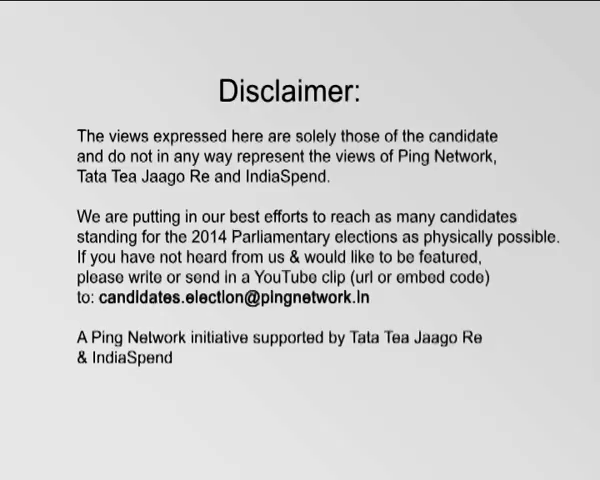 Disclaimer:
The views expressed here are solely those of the candidate
and do not in any way represent the views of Ping Network,
Tata Tea Jaago Re and IndiaSpend.
We are putting in our best efforts to reach as many candidates
standing for the 2014 Parliamentary elections as physically possible.
If you have not heard from us & would like to be featured,
please write or send in a YouTube clip (url or embed code)
to: candidates.election@pingnetwork.in
A Ping Network initiative supported by Tata Tea Jaago Re
& IndiaSpend